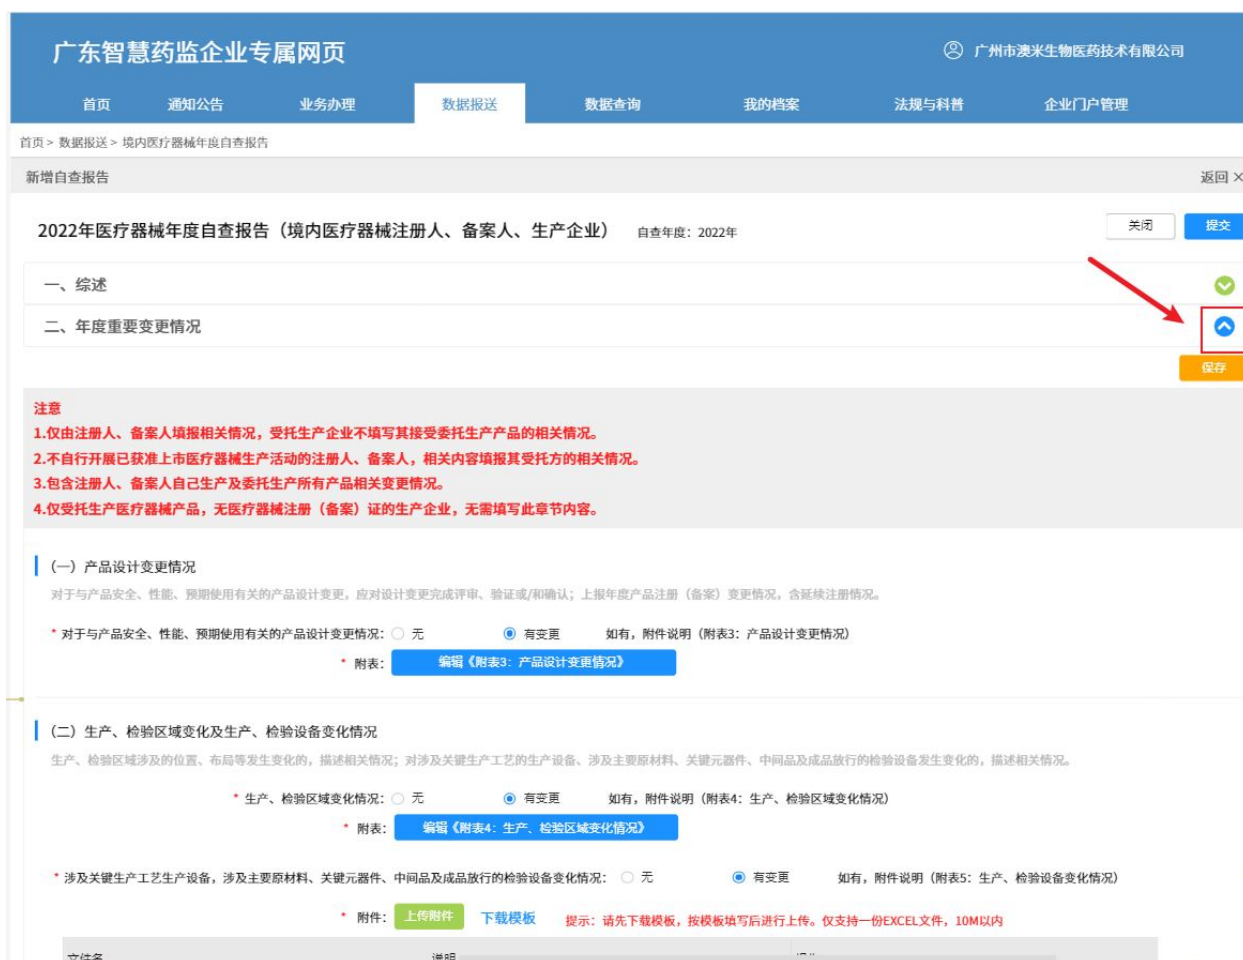 广东智慧药监企业专属网页
广州市澳米生物医药技术有限公司
首页 通知公告 业务办理 数据报送 数据查询 我的档案 法规与科普 企业门户管理
首页 > 数据报送 > 境内医疗器械年度自查报告
新增自查报告 返回 ×
2022年医疗器械年度自查报告（境内医疗器械注册人、备案人、生产企业） 自查年度：2022年 关闭 提交
一、综述
二、年度重要变更情况
保存
注意
1.仅由注册人、备案人填报相关情况，受托生产企业不填写其接受委托生产产品的相关情况。
2.不自行开展已获准上市医疗器械生产活动的注册人、备案人，相关内容填报其受托方的相关情况。
3.包含注册人、备案人自己生产及委托生产所有产品相关变更情况。
4.仅受托生产医疗器械产品，无医疗器械注册（备案）证的生产企业，无需填写此章节内容。
（一）产品设计变更情况
对于与产品安全、性能、预期使用有关的产品设计变更，应对设计变更完成评审、验证或/和确认；上报年度产品注册（备案）变更情况，含延续注册情况。
* 对于与产品安全、性能、预期使用有关的产品设计变更情况： 无 有变更 如有，附件说明（附表3：产品设计变更情况）
* 附表： 编辑《附表3：产品设计变更情况》
（二）生产、检验区域变化及生产、检验设备变化情况
生产、检验区域涉及的位置、布局等发生变化的，描述相关情况；对涉及关键生产工艺的生产设备、涉及主要原材料、关键元器件、中间品及成品放行的检验设备发生变化的，描述相关情况。
* 生产、检验区域变化情况： 无 有变更 如有，附件说明（附表4：生产、检验区域变化情况）
* 附表： 编辑《附表4：生产、检验区域变化情况》
* 涉及关键生产工艺生产设备，涉及主要原材料、关键元器件、中间品及成品放行的检验设备变化情况： 无 有变更 如有，附件说明（附表5：生产、检验设备变化情况）
* 附件： 上传附件 下载模板 提示：请先下载模板，按模板填写后进行上传。仅支持一份EXCEL文件，10M以内
文件名 说明